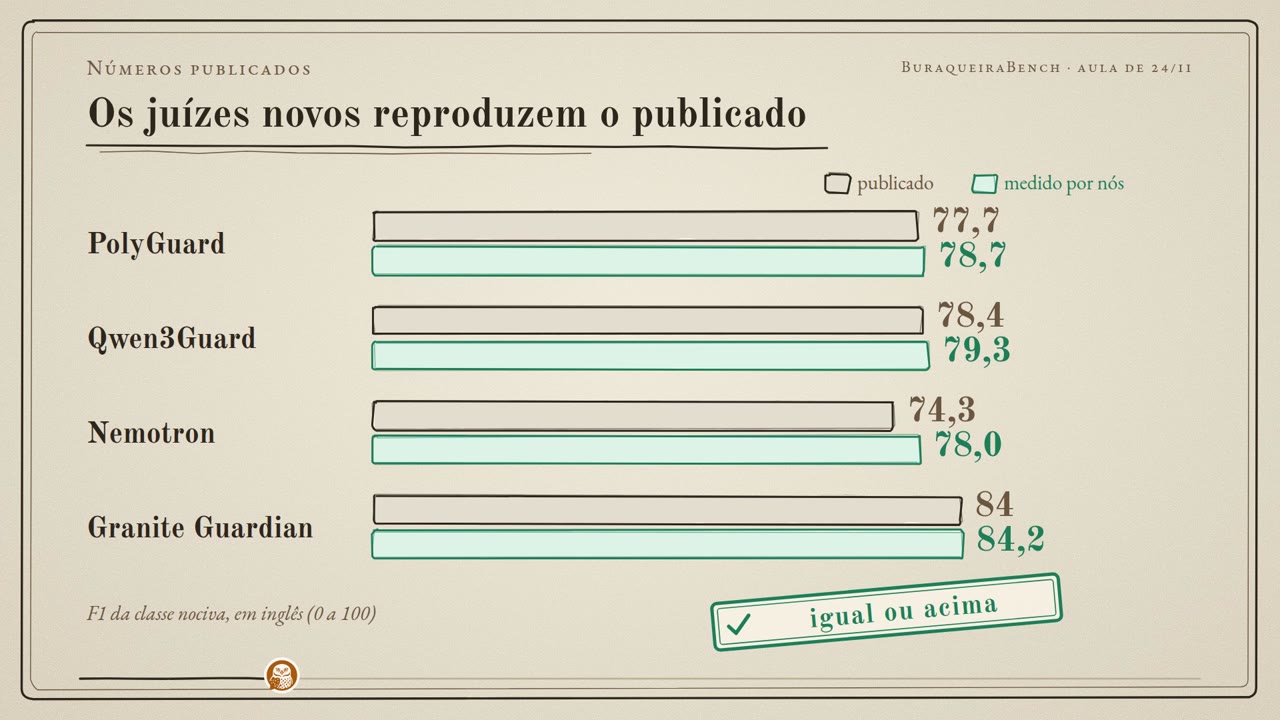 Números publicados
BuraqueiraBench · aula de 24/11
Os juízes novos reproduzem o publicado
publicado
medido por nós
PolyGuard
77,7
78,7
Qwen3Guard
78,4
79,3
Nemotron
74,3
78,0
Granite Guardian
84
84,2
F1 da classe nociva, em inglês (0 a 100)
igual ou acima